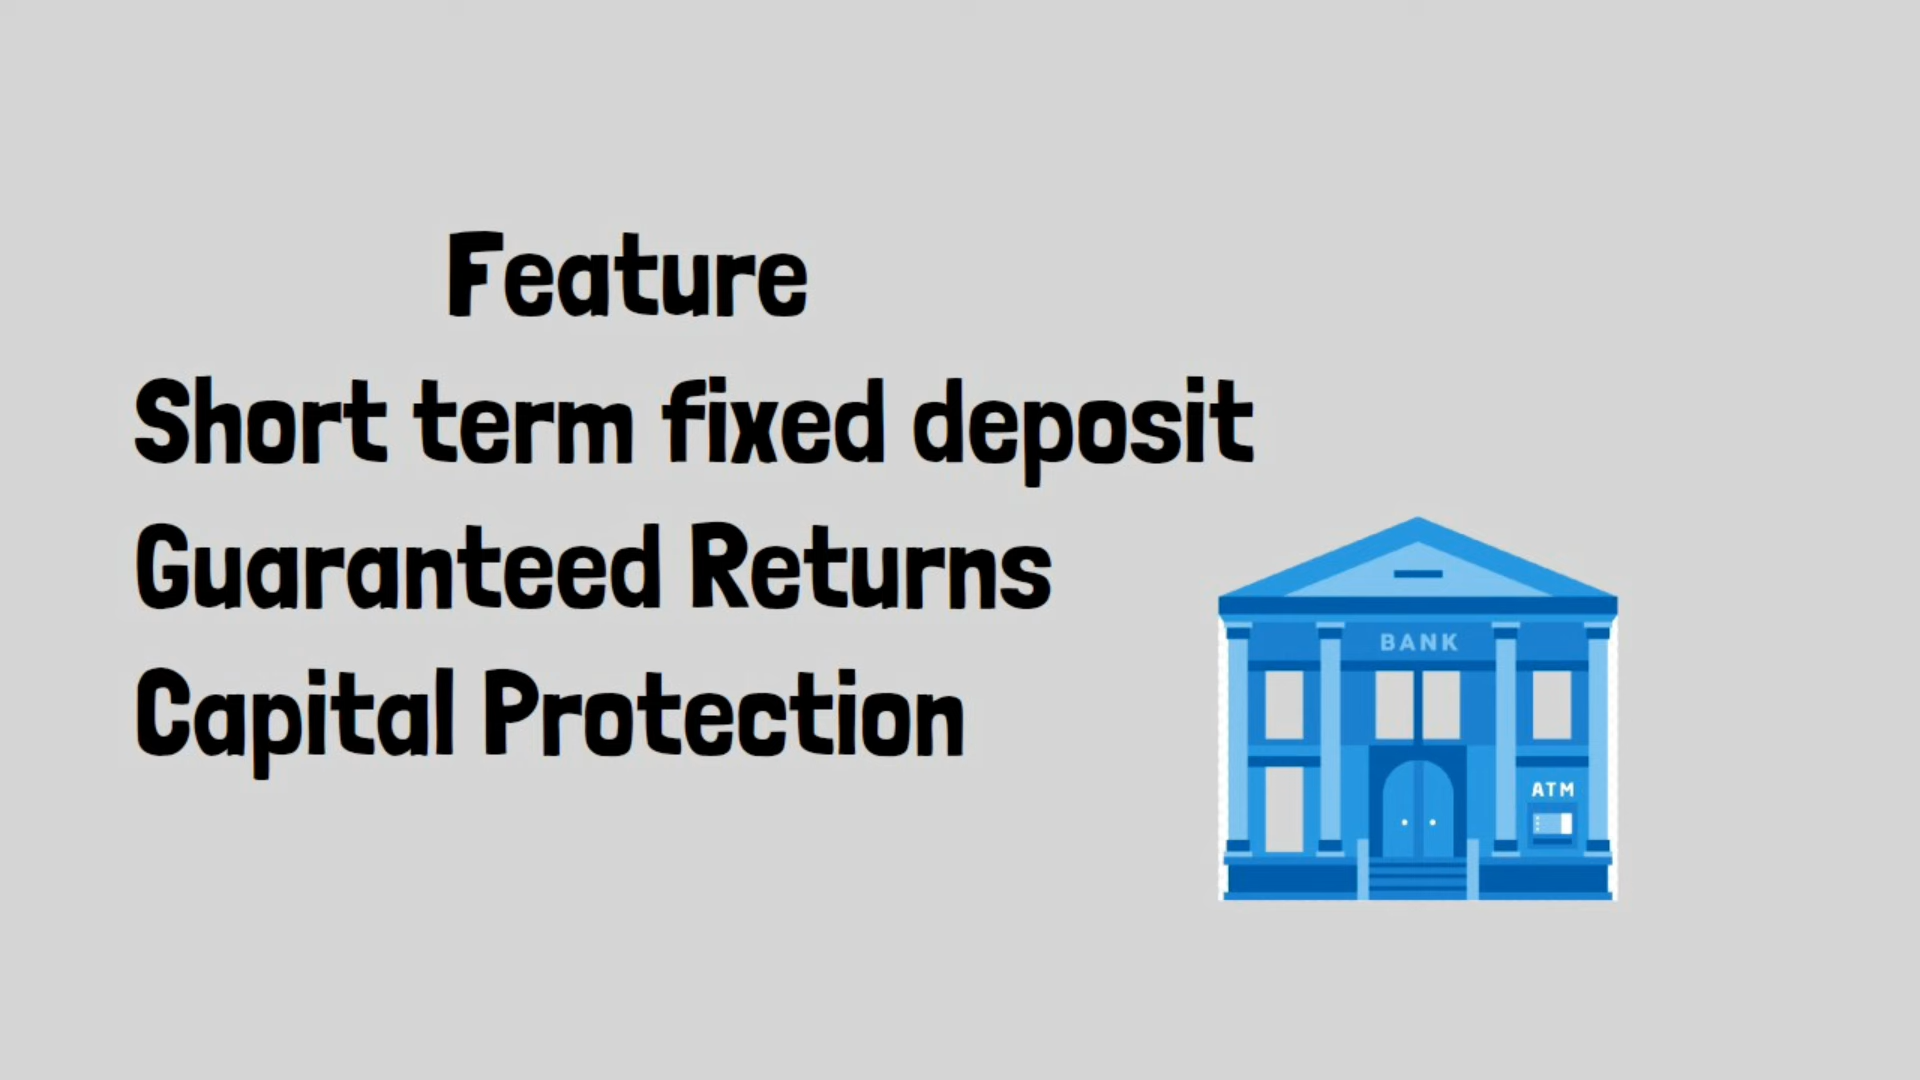 Feature
Short term fixed deposit
Guaranteed Returns
Capital Protection
BANK
ATM